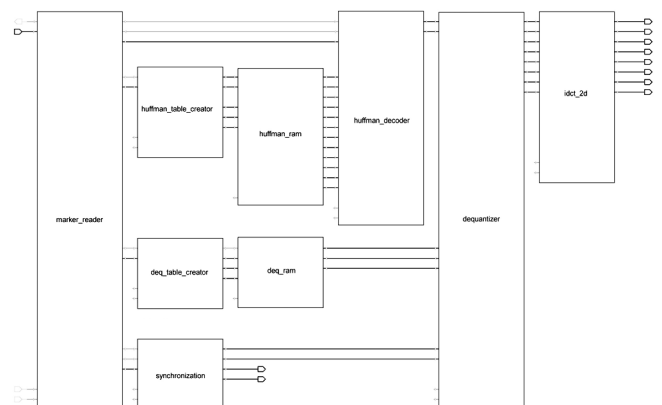 idct_2d
huffman_table_creator
huffman_decoder
huffman_ram
marker_reader
dequantizer
deq_table_creator
deq_ram
synchronization